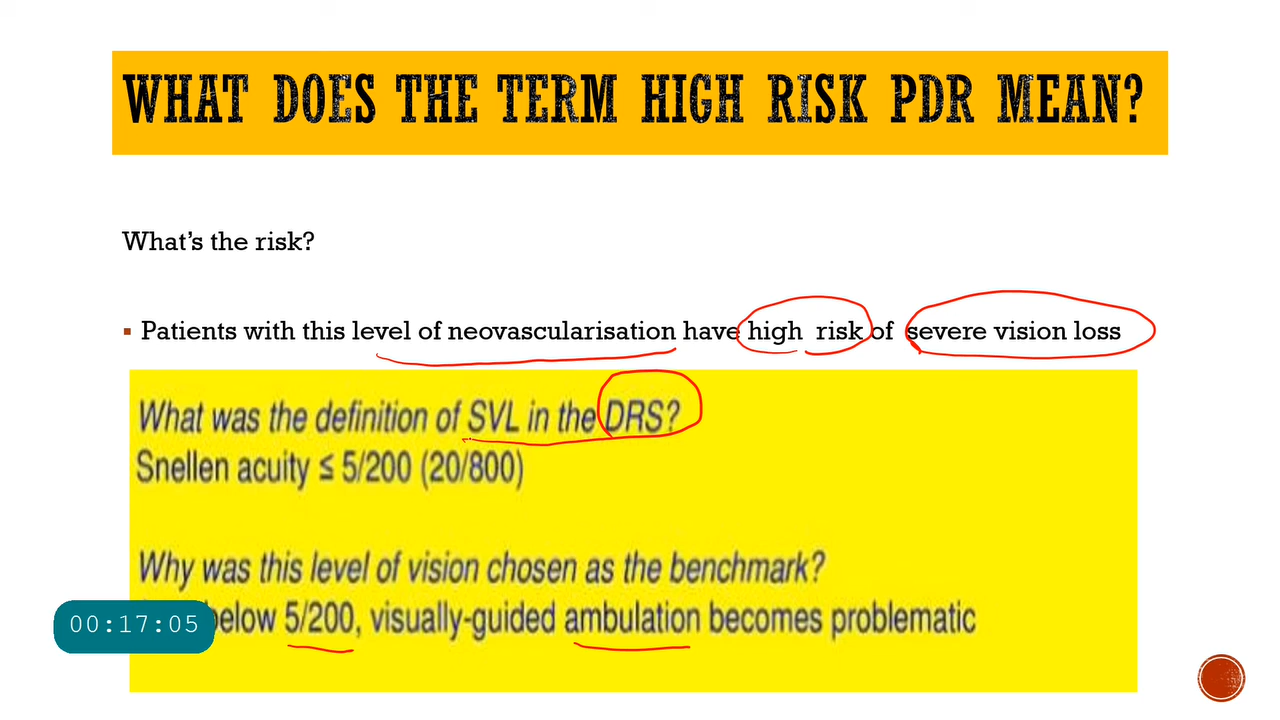 WHAT DOES THE TERM HIGH RISK PDR MEAN?
What's the risk?
Patients with this level of neovascularisation have high risk of severe vision loss
What was the definition of SVL in the DRS?
Snellen acuity ≤ 5/200 (20/800)
Why was this level of vision chosen as the benchmark?
below 5/200, visually-guided ambulation becomes problematic
00:17:05